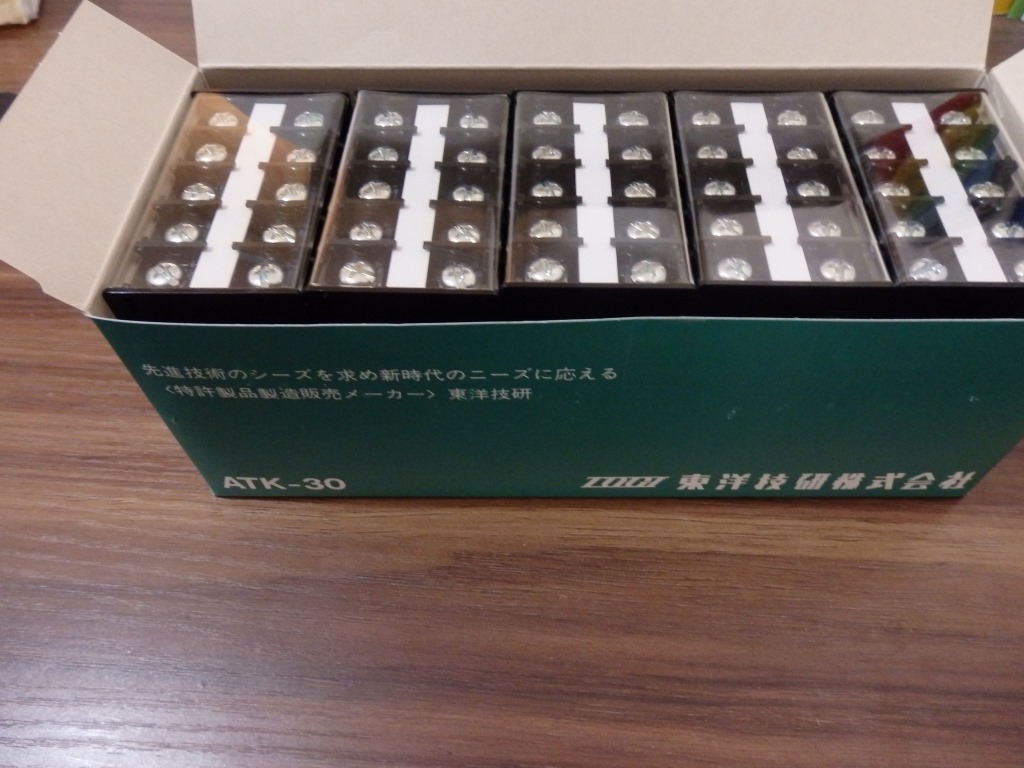 先進技術のシーズを求め新時代のニーズに応える
〈特許製品製造販売メーカー〉 東洋技研
ATK-30
TOGI 東洋技研株式会社